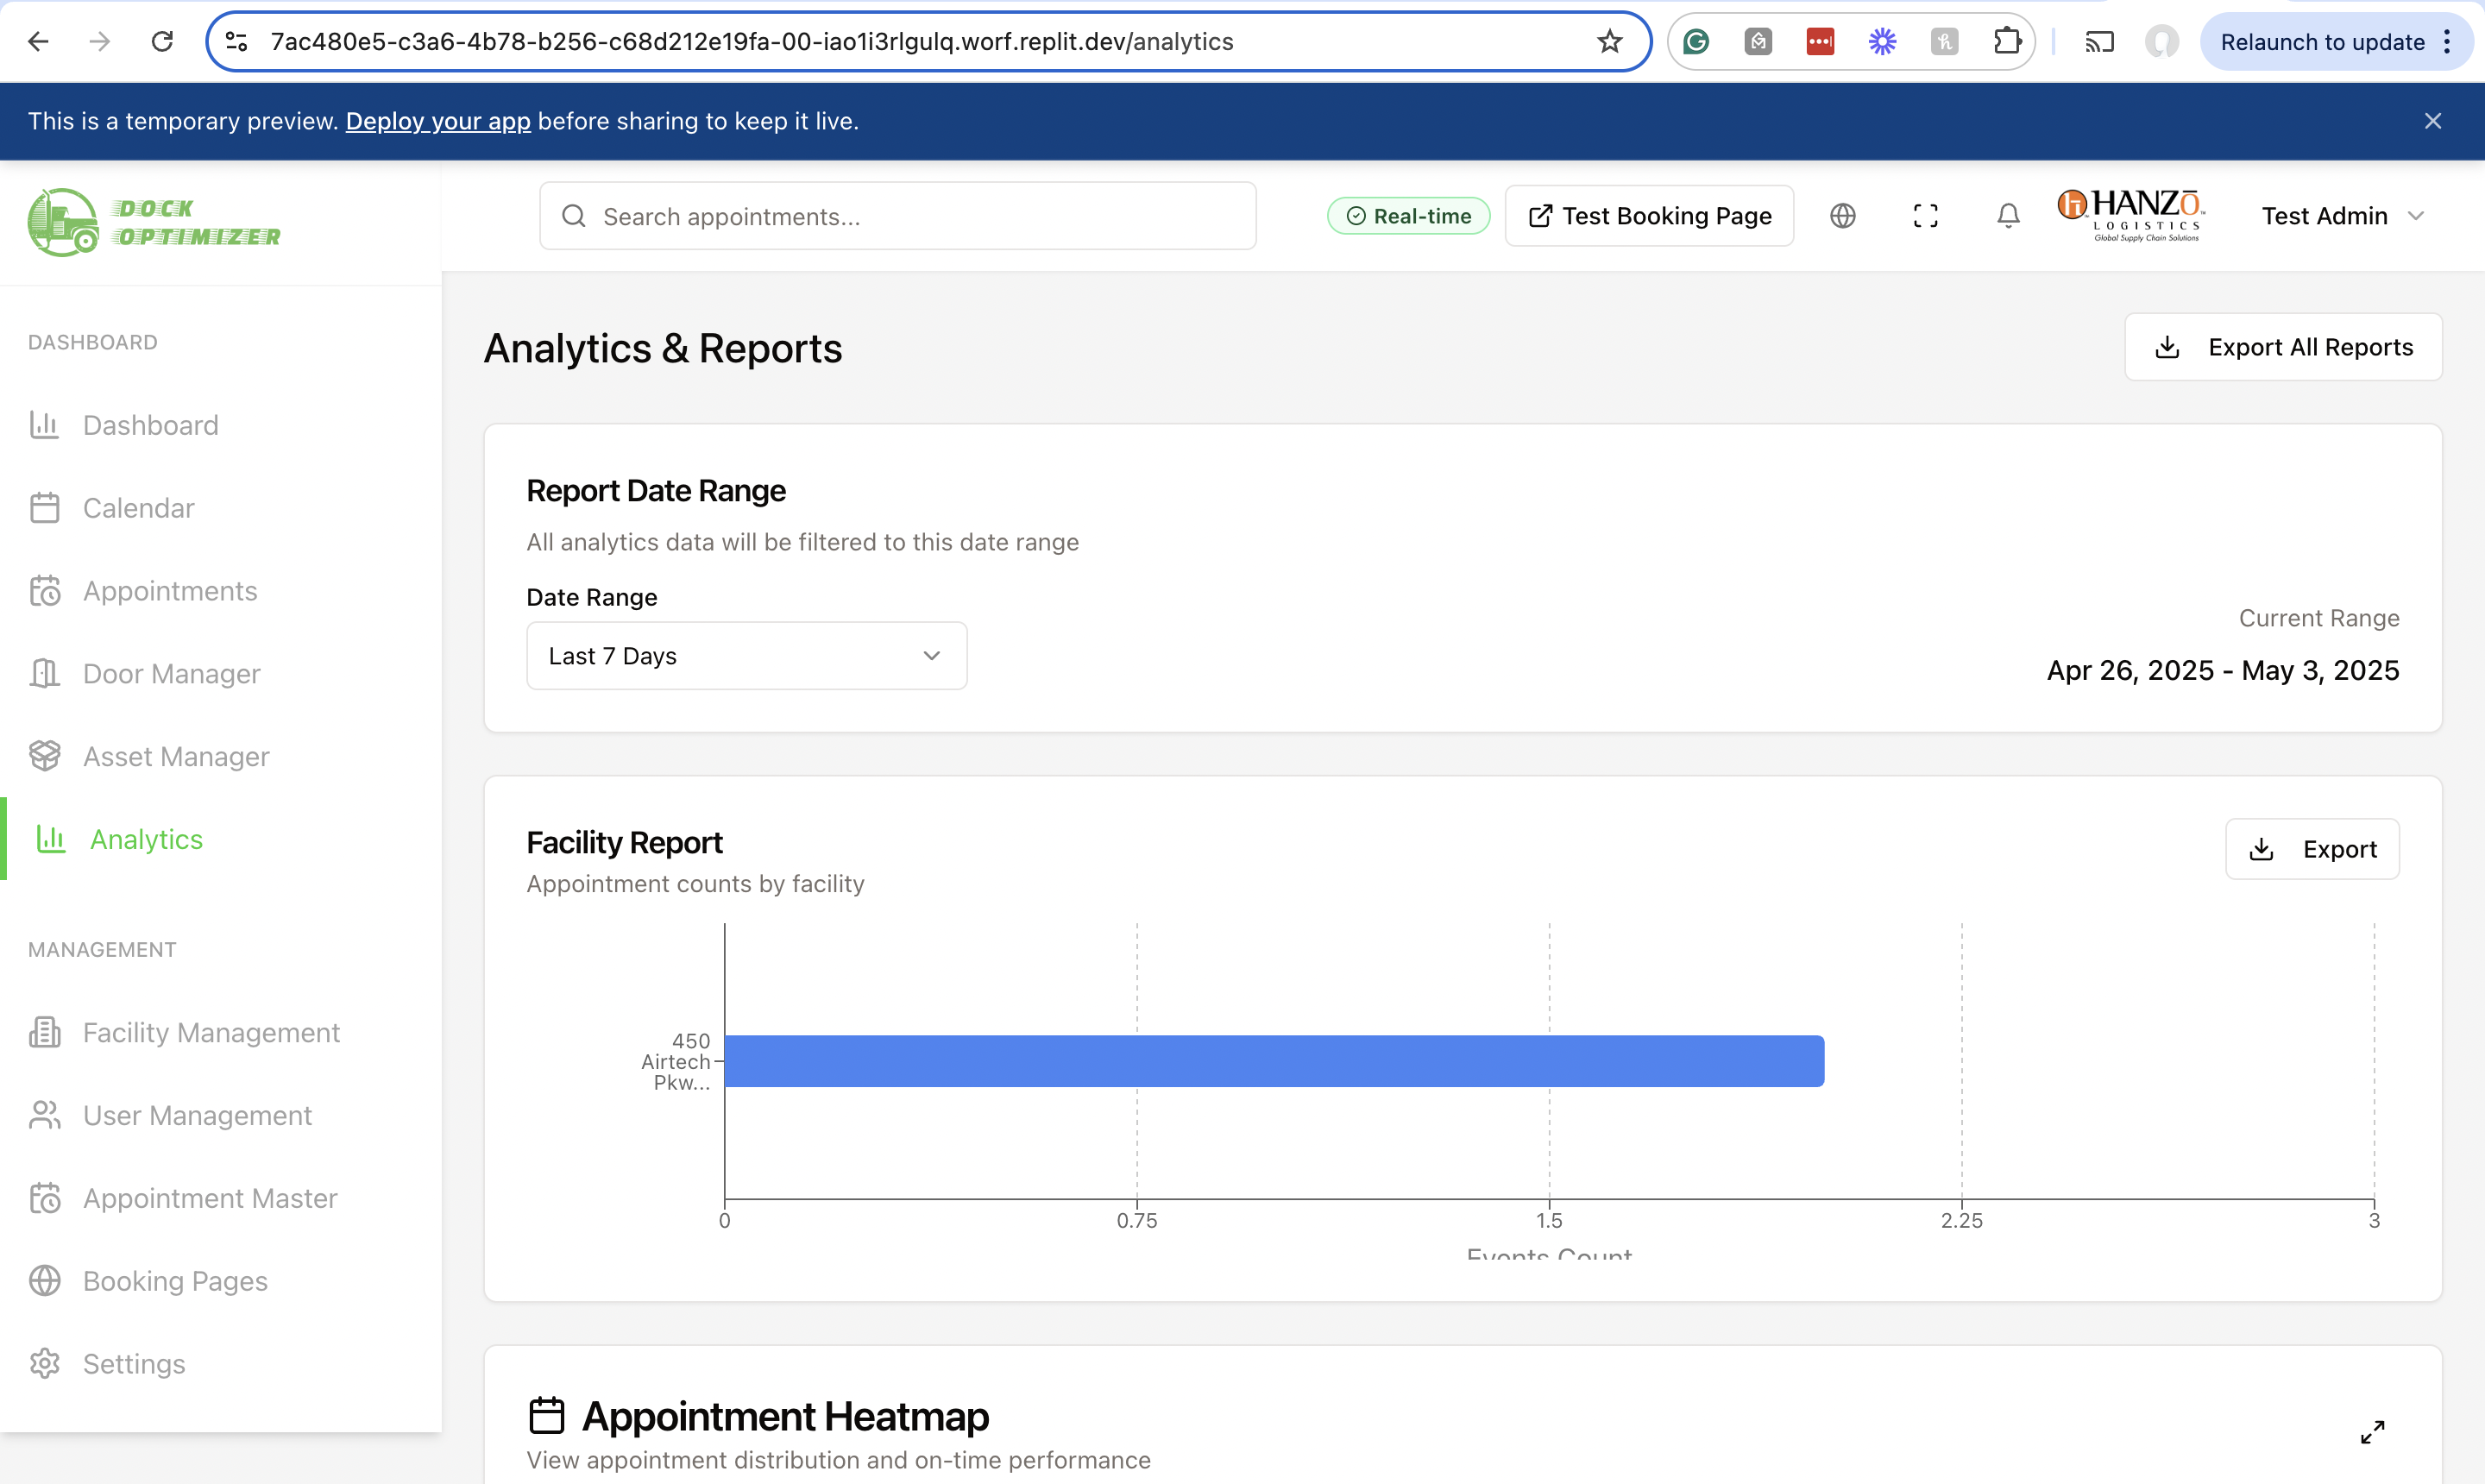 7ac480e5-c3a6-4b78-b256-c68d212e19fa-00-iao1i3rlgulq.worf.replit.dev/analytics
Relaunch to update
This is a temporary preview. Deploy your app before sharing to keep it live.
DOCK
OPTIMIZER
Search appointments...
Real-time
Test Booking Page
HANZO
LOGISTICS
Global Supply Chain Solutions
Test Admin
DASHBOARD
Dashboard
Calendar
Appointments
Door Manager
Asset Manager
Analytics
MANAGEMENT
Facility Management
User Management
Appointment Master
Booking Pages
Settings
Analytics & Reports
Export All Reports
Report Date Range
All analytics data will be filtered to this date range
Date Range
Last 7 Days
Current Range
Apr 26, 2025 - May 3, 2025
Facility Report
Appointment counts by facility
Export
450
Airtech
Pkw...
0
0.75
1.5
2.25
3
Events Count
Appointment Heatmap
View appointment distribution and on-time performance